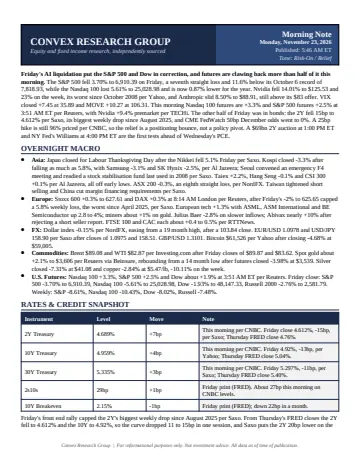 CONVEX RESEARCH GROUP
Equity and fixed income research, independently sourced
Morning Note
Monday, November 23, 2026
Published: 5:46 AM ET
Tone: Risk-On / Relief
Friday's AI liquidation put the S&P 500 and Dow in correction, and futures are clawing back more than half of it this
morning. The S&P fell 3.70% to 6,910.39 on Friday, a seventh straight loss and 11.6% below its October 6 record of
7,818.93, while the Nasdaq lost 5.61% to 25,028.98 and is now 0.87% lower for the year. Nvidia fell 14.01% to $125.53 and
23% on the week, its worst since October 2008 per Yahoo, and Anthropic slid 8.50% to $88.91, still above its $83 offer. VIX
closed +7.45 at 35.89 and MOVE +10.27 at 106.31. This morning Nasdaq 100 futures are +3.3% and S&P futures +2.5% at
3:51 AM ET per Reuters, with Nvidia +9.4% premarket per TECHi. The other half of Friday was in bonds: the 2Y fell 15bp to
4.612% per Saxo, its biggest daily drop since August 2025, and CME FedWatch 50bp December odds went to 0%. A 25bp
hike is still 96% priced per CNBC, so the relief is a positioning bounce, not a policy pivot. A $69bn 2Y auction at 1:00 PM ET
and NY Fed's Williams at 4:00 PM ET are the first tests ahead of Wednesday's PCE.
OVERNIGHT MACRO
• Asia: Japan closed for Labour Thanksgiving Day after the Nikkei fell 5.1% Friday per Saxo. Kospi closed -3.3% after
falling as much as 5.8%, with Samsung -3.1% and SK Hynix -2.5%, per Al Jazeera; Seoul convened an emergency F4
meeting and readied a stock stabilisation fund last used in 2008 per Saxo. Taiex +2.2%, Hang Seng -0.1% and CSI 300
+0.1% per Al Jazeera, all off early lows. ASX 200 -0.3%, an eighth straight loss, per NordFX. Taiwan tightened short
selling and China cut margin financing requirements per Saxo.
• Europe: Stoxx 600 +0.3% to 627.61 and DAX +0.3% at 8:14 AM London per Reuters, after Friday's -2% to 625.65 capped
a 5.8% weekly loss, the worst since April 2025, per Saxo. European tech +1.3% with ASML, ASM International and BE
Semiconductor up 2.8 to 4%; miners about +1% on gold. Julius Baer -2.8% on slower inflows; Abivax nearly +10% after
rejecting a short seller report. FTSE 100 and CAC each about +0.4 to 0.5% per RTTNews.
• FX: Dollar index -0.15% per NordFX, easing from a 19 month high, after a 103.84 close. EUR/USD 1.0978 and USD/JPY
158.90 per Saxo after closes of 1.0975 and 158.51. GBP/USD 1.3101. Bitcoin $61,526 per Yahoo after closing -4.68% at
$59,005.
• Commodities: Brent $89.08 and WTI $82.87 per Investing.com after Friday closes of $89.87 and $83.62. Spot gold about
+2.1% to $3,606 per Reuters via Beinsure, rebounding from a 14 month low after futures closed -3.98% at $3,519. Silver
closed -7.32% at $41.08 and copper -2.84% at $5.47/lb, -10.11% on the week.
• U.S. Futures: Nasdaq 100 +3.3%, S&P 500 +2.5% and Dow about +1.9% at 3:51 AM ET per Reuters. Friday close: S&P
-3.70% to 6,910.39, Nasdaq -5.61% to 25,028.98, Dow -1.93% to 48,147.33, Russell 2000 -2.76% to 2,581.79.
Weekly: S&P -8.61%, Nasdaq 100 -10.43%, Dow -8.02%, Russell -7.48%.
RATES & CREDIT SNAPSHOT
Instrument Level Move Note
2Y Treasury 4.689% +7bp This morning per CNBC. Friday close 4.612%, -15bp, per Saxo; Thursday FRED close 4.76%.
10Y Treasury 4.959% +4bp This morning per CNBC. Friday 4.92%, -13bp, per Yahoo; Thursday FRED 5.04%.
30Y Treasury 5.335% +3bp This morning per CNBC. Friday 5.297%, -11bp, per Saxo; Thursday FRED close 5.40%.
2s10s 29bp +1bp Friday print (FRED). About 27bp this morning on CNBC levels.
10Y Breakeven 2.15% -1bp Friday print (FRED); down 22bp in a month.
Friday's front end rally capped the 2Y's biggest weekly drop since August per Saxo. From Thursday's FRED closes the 2Y
fell to 4.612% and the 10Y to 4.92%, so the curve dropped 11 to 15bp in one session, and Saxo puts the 2Y 20bp lower on the
Convex Research Group | For informational purposes only. Not investment advice. All data as of time of publication.